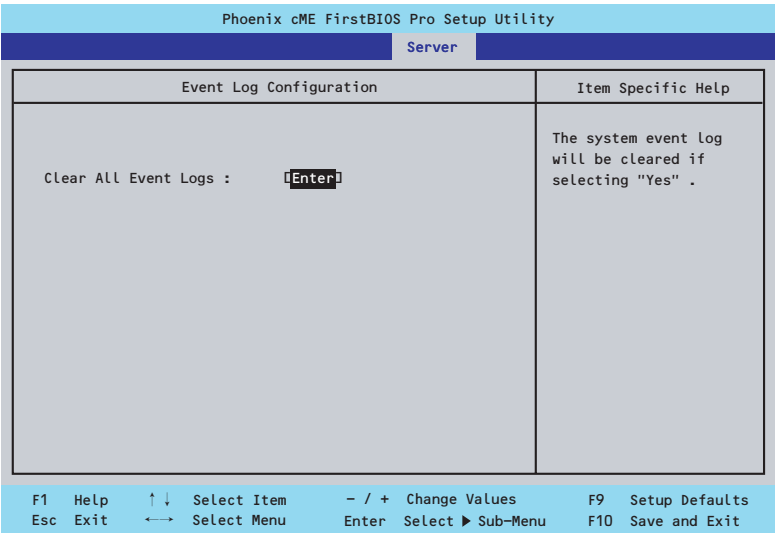 Phoenix cME FirstBIOS Pro Setup Utility
Server
Event Log Configuration
Item Specific Help
Clear All Event Logs : [Enter]
The system event log
will be cleared if
selecting "Yes" .
F1 Help ↑↓ Select Item - / + Change Values F9 Setup Defaults
Esc Exit ←→ Select Menu Enter Select ▶ Sub-Menu F10 Save and Exit